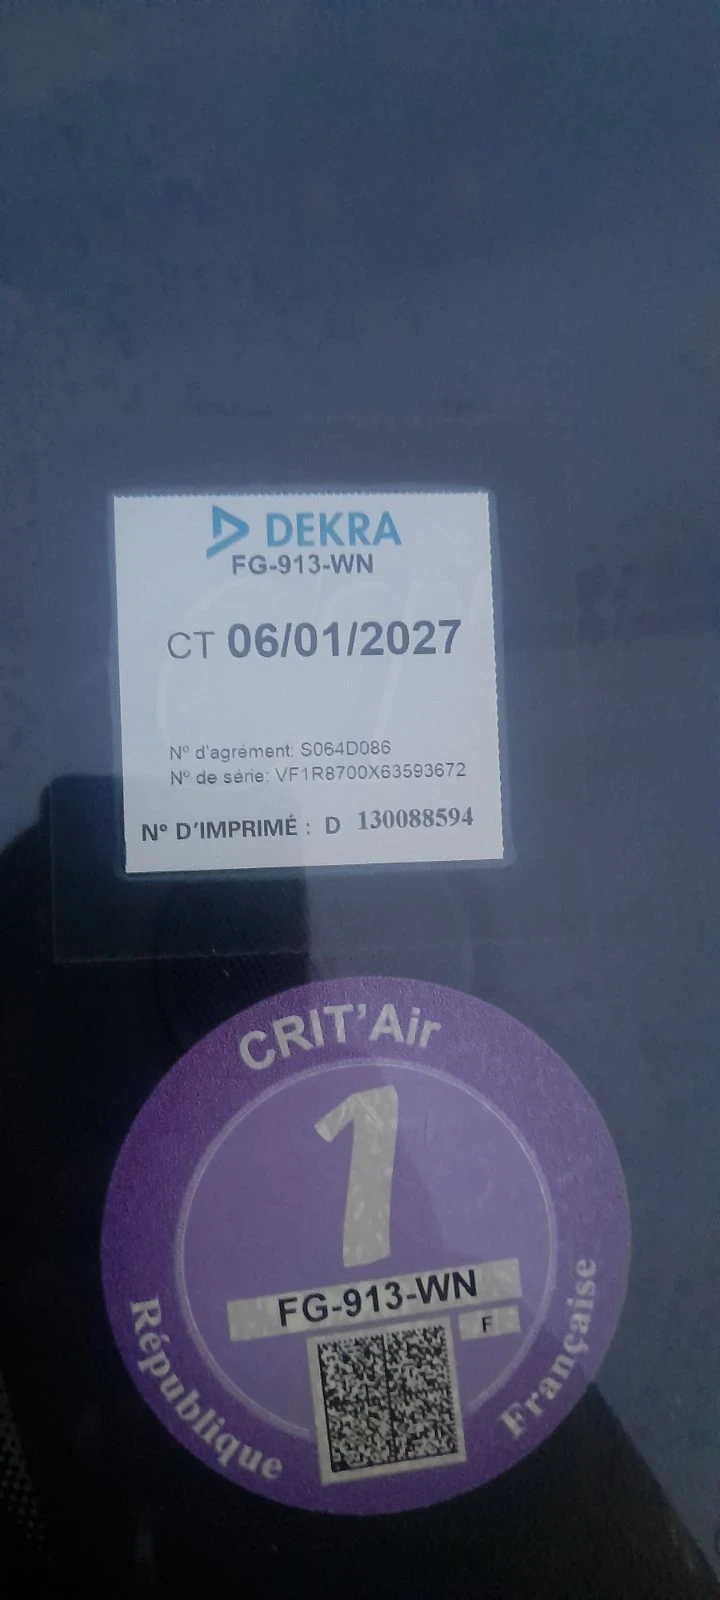 DEKRA
FG-913-WN
CT 06/01/2027
N° d'agrément: S064D086
N° de série: VF1R8700X63593672
N° D'IMPRIMÉ : D 130088594
CRIT'Air
1
FG-913-WN
F
République
Française